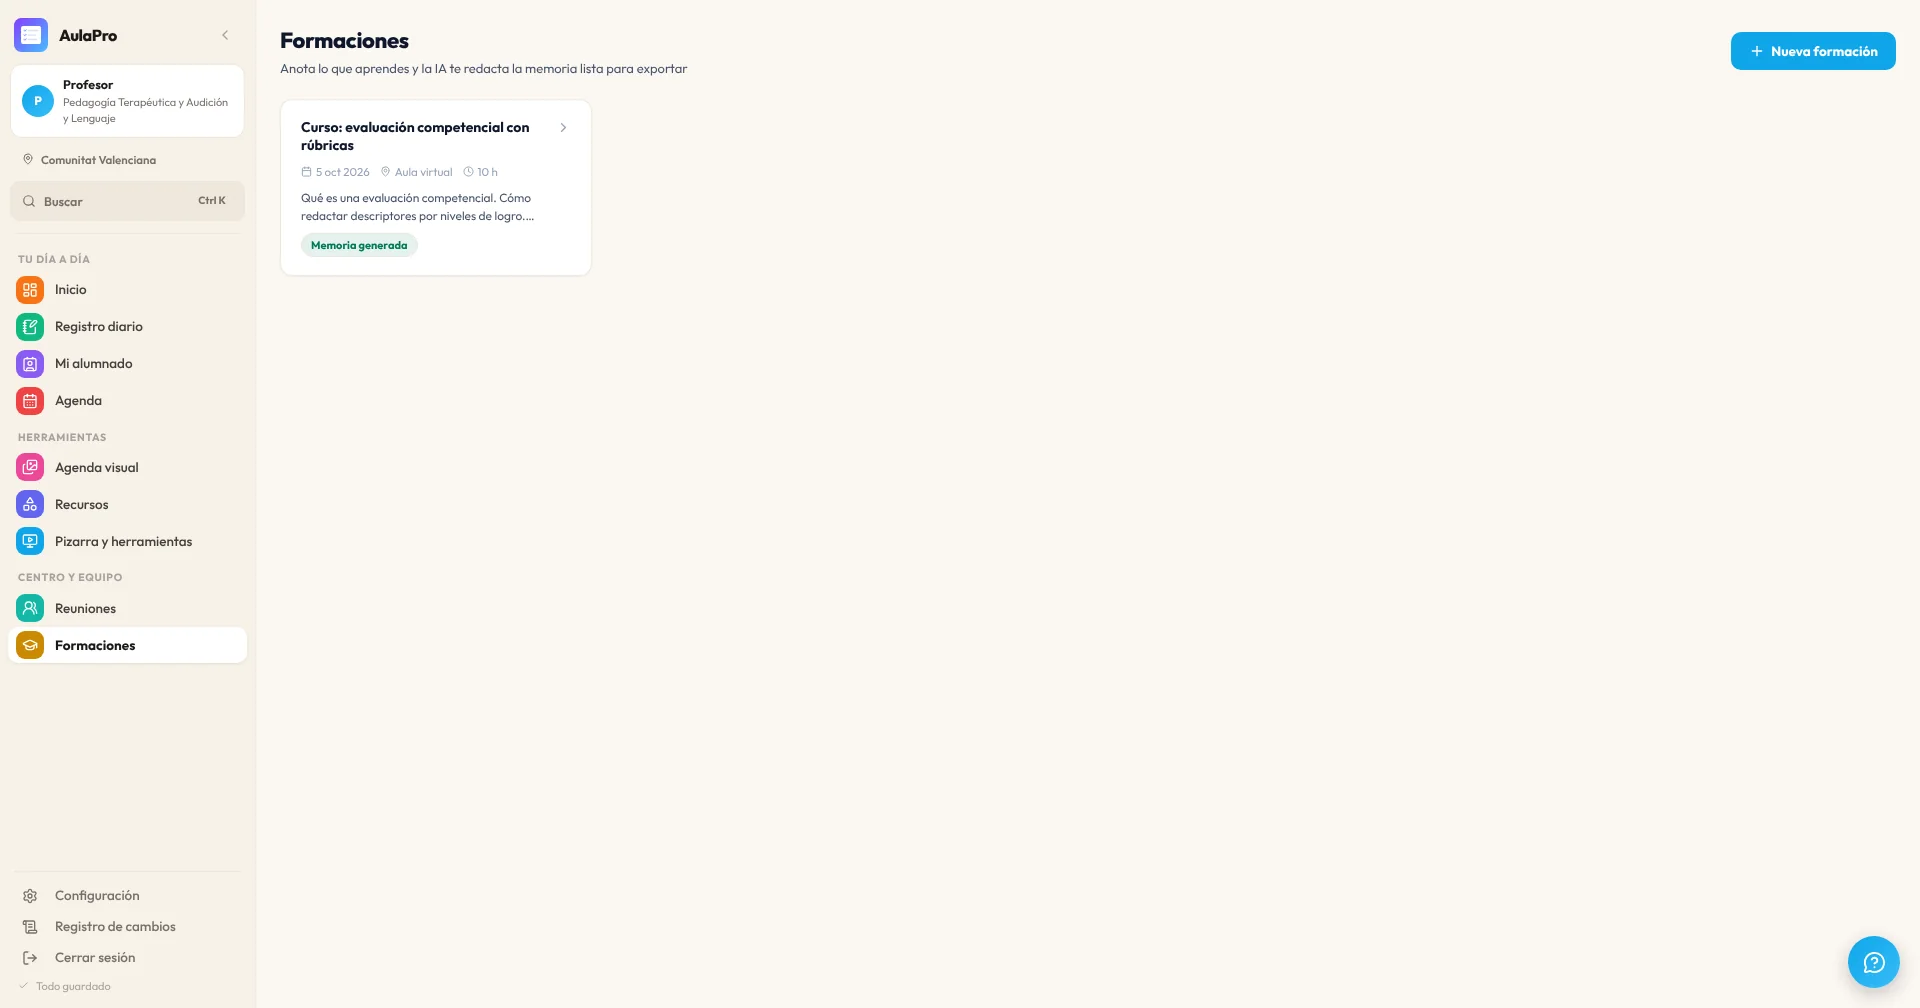 AulaPro
P
Profesor
Pedagogía Terapéutica y Audición
y Lenguaje
Comunitat Valenciana
Buscar Ctrl K
TU DÍA A DÍA
Inicio
Registro diario
Mi alumnado
Agenda
HERRAMIENTAS
Agenda visual
Recursos
Pizarra y herramientas
CENTRO Y EQUIPO
Reuniones
Formaciones
Configuración
Registro de cambios
Cerrar sesión
Todo guardado
Formaciones
Anota lo que aprendes y la IA te redacta la memoria lista para exportar
+ Nueva formación
Curso: evaluación competencial con
rúbricas
5 oct 2026 Aula virtual 10 h
Qué es una evaluación competencial. Cómo
redactar descriptores por niveles de logro....
Memoria generada